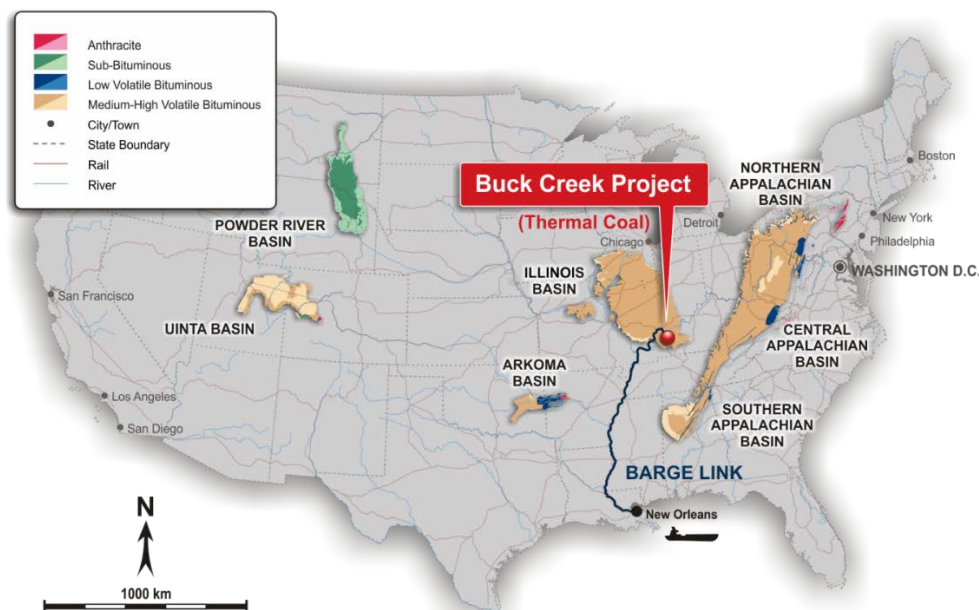 Anthracite
Sub-Bituminous
Low Volatile Bituminous
Medium-High Volatile Bituminous
City/Town
State Boundary
Rail
River
Buck Creek Project
(Thermal Coal)
NORTHERN
APPALACHIAN
BASIN
Boston
New York
Philadelphia
WASHINGTON D.C.
Detroit
Chicago
POWDER RIVER
BASIN
ILLINOIS
BASIN
San Francisco
UINTA BASIN
CENTRAL
APPALACHIAN
BASIN
ARKOMA
BASIN
Los Angeles
San Diego
SOUTHERN
APPALACHIAN
BASIN
BARGE LINK
New Orleans
N
1000 km